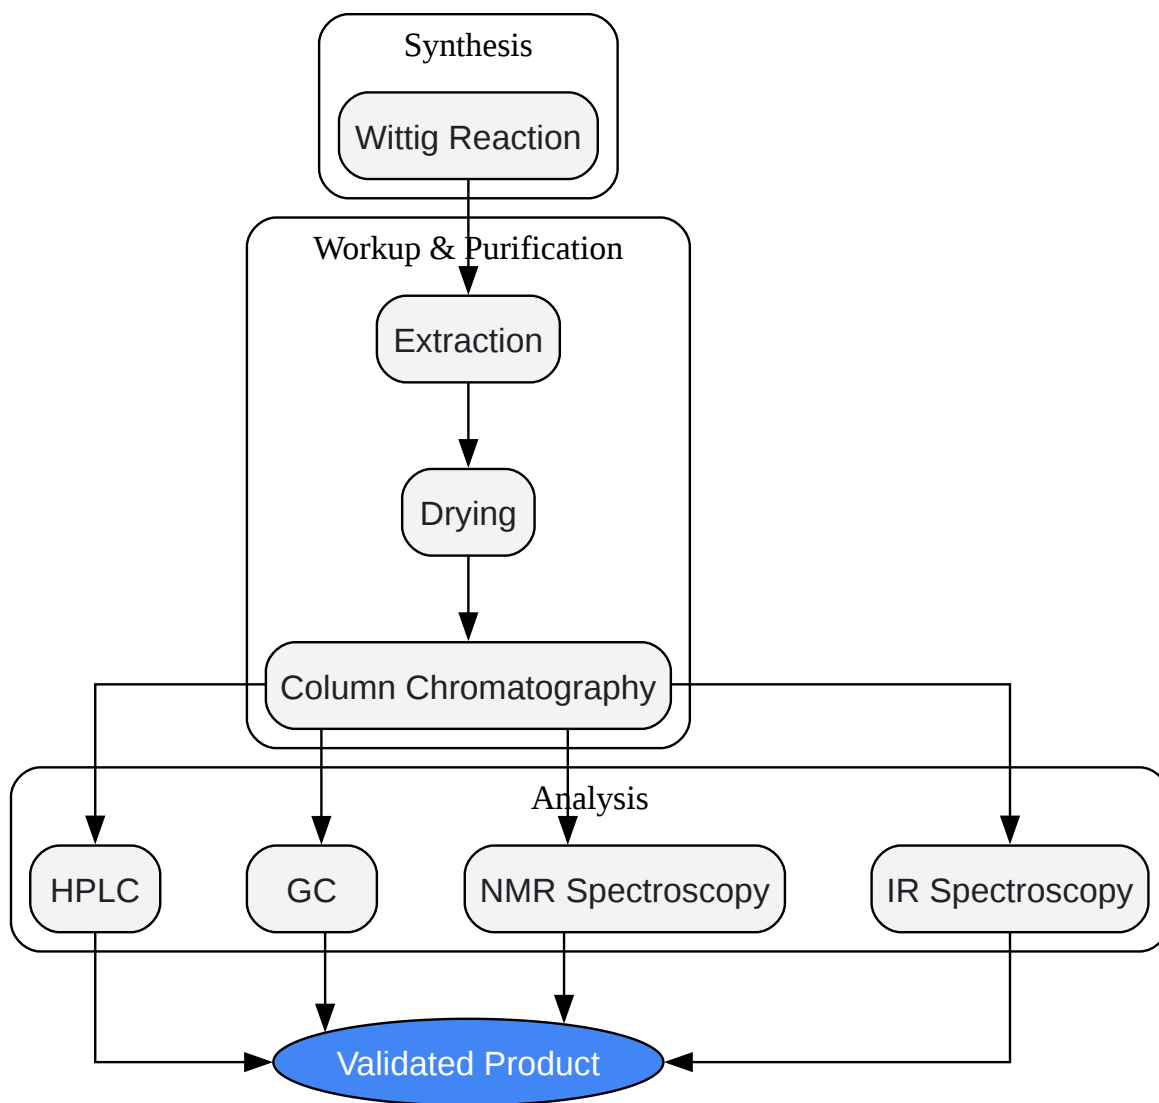 Synthesis
Wittig Reaction
Workup & Purification
Extraction
Drying
Column Chromatography
Analysis
HPLC
GC
NMR Spectroscopy
IR Spectroscopy
Validated Product